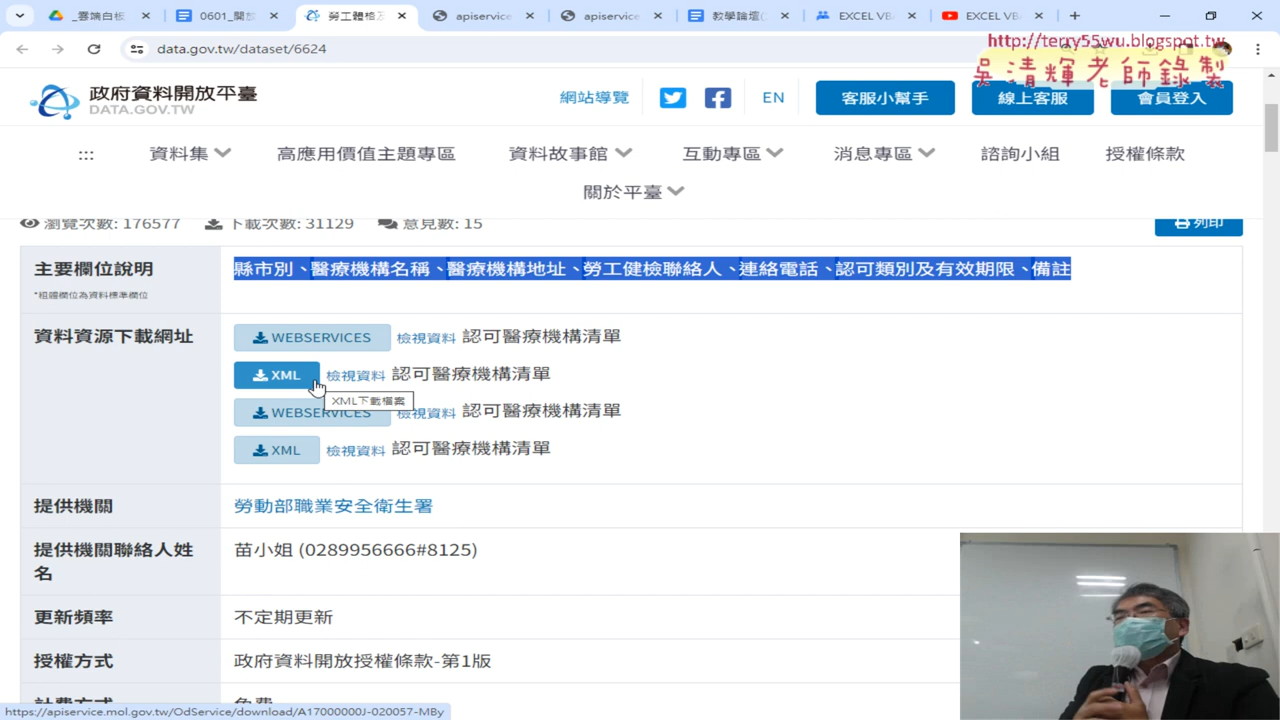 _雲端白板
0601_開放
勞工體格及
apiservice
apiservice
教學論壇(
EXCEL VB
EXCEL VB
data.gov.tw/dataset/6624
http://terry55wu.blogspot.tw
吳清輝老師錄製
政府資料開放平臺
DATA.GOV.TW
網站導覽
EN
客服小幫手
線上客服
會員登入
:::
資料集
高應用價值主題專區
資料故事館
互動專區
消息專區
諮詢小組
授權條款
關於平臺
瀏覽次數: 176577
下載次數: 31129
意見數: 15
列印
主要欄位說明
*粗體欄位為資料標準欄位
縣市別、醫療機構名稱、醫療機構地址、勞工健檢聯絡人、連絡電話、認可類別及有效期限、備註
資料資源下載網址
WEBSERVICES 檢視資料 認可醫療機構清單
XML 檢視資料 認可醫療機構清單
XML下載檔案
WEBSERVICES 檢視資料 認可醫療機構清單
XML 檢視資料 認可醫療機構清單
提供機關
勞動部職業安全衛生署
提供機關聯絡人姓名
苗小姐 (0289956666#8125)
更新頻率
不定期更新
授權方式
政府資料開放授權條款-第1版
計費方式
免費
https://apiservice.mol.gov.tw/OdService/download/A17000000J-020057-MBy